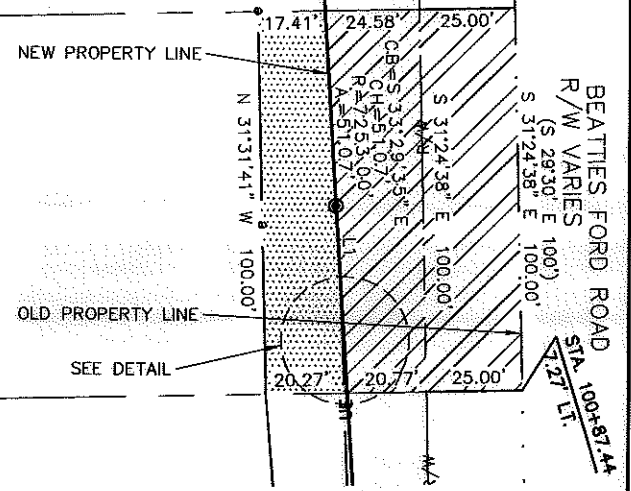 17.41' 24.58' 25.00'
NEW PROPERTY LINE
BEATTIES FORD ROAD
R/W VARIES
(S 29°30' E 100')
S 31°24'38" E 100.00'
S 31°24'38" E 100.00'
R/W
CB=S 33°29'35" E
CH=51.07'
R=7253.00'
A=51.07'
L1
N 31°31'41" W 100.00'
OLD PROPERTY LINE
SEE DETAIL
STA. 100+87.44
7.27' LT.
20.27' 20.77' 25.00'